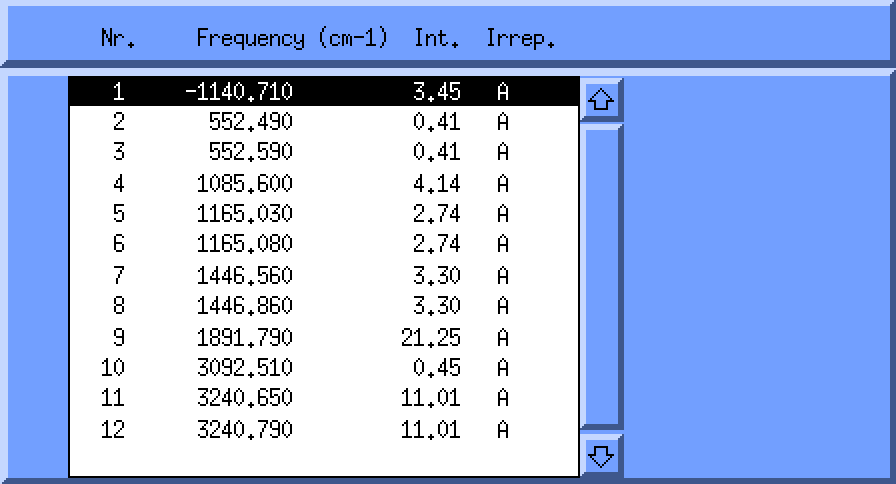 Nr. Frequency (cm-1) Int. Irrep.
1 -1140.710 3.45 A
2 552.490 0.41 A
3 552.590 0.41 A
4 1085.600 4.14 A
5 1165.030 2.74 A
6 1165.080 2.74 A
7 1446.560 3.30 A
8 1446.860 3.30 A
9 1891.790 21.25 A
10 3092.510 0.45 A
11 3240.650 11.01 A
12 3240.790 11.01 A